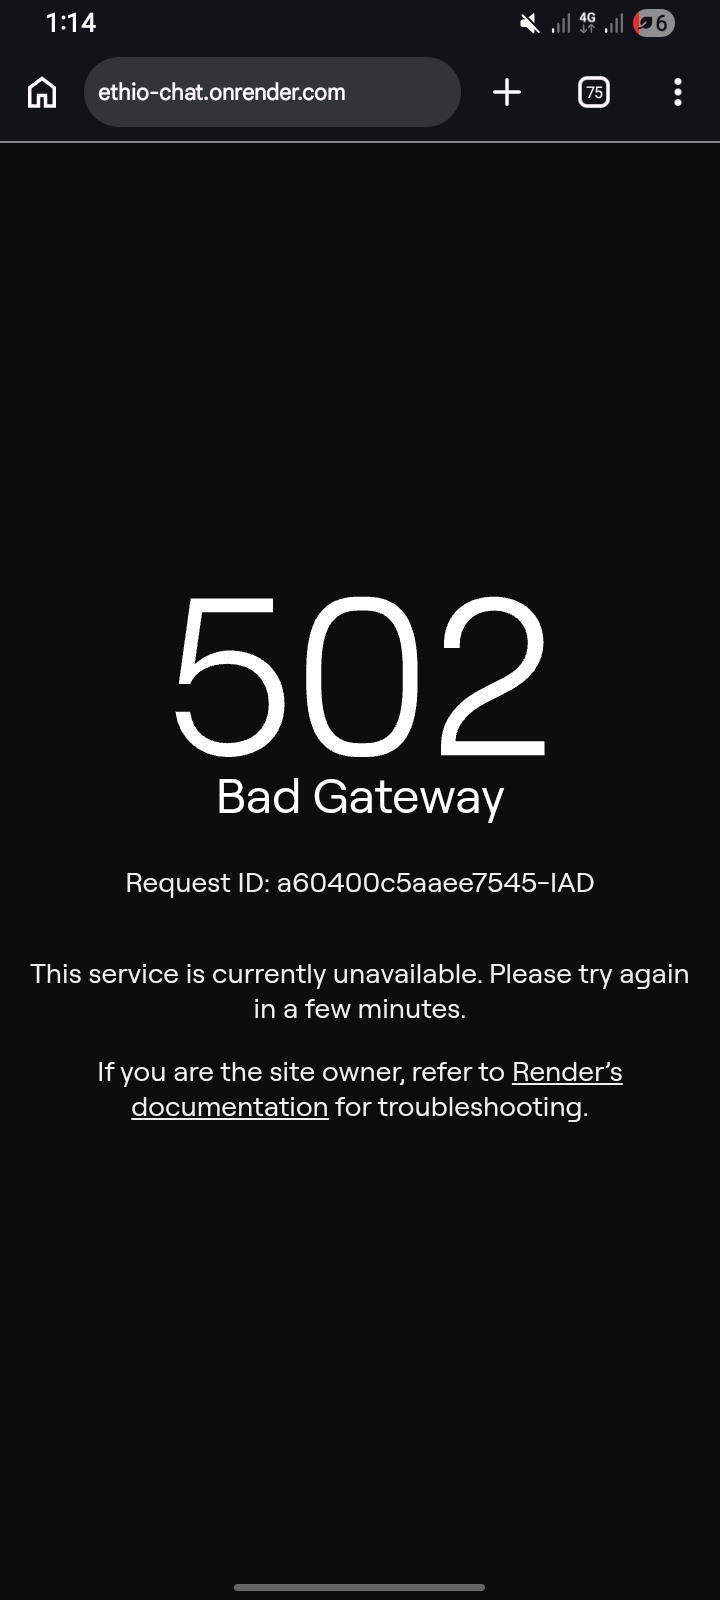 1:14
4G
6
ethio-chat.onrender.com
75
502
Bad Gateway
Request ID: a60400c5aaee7545-IAD
This service is currently unavailable. Please try again
in a few minutes.
If you are the site owner, refer to Render’s
documentation for troubleshooting.